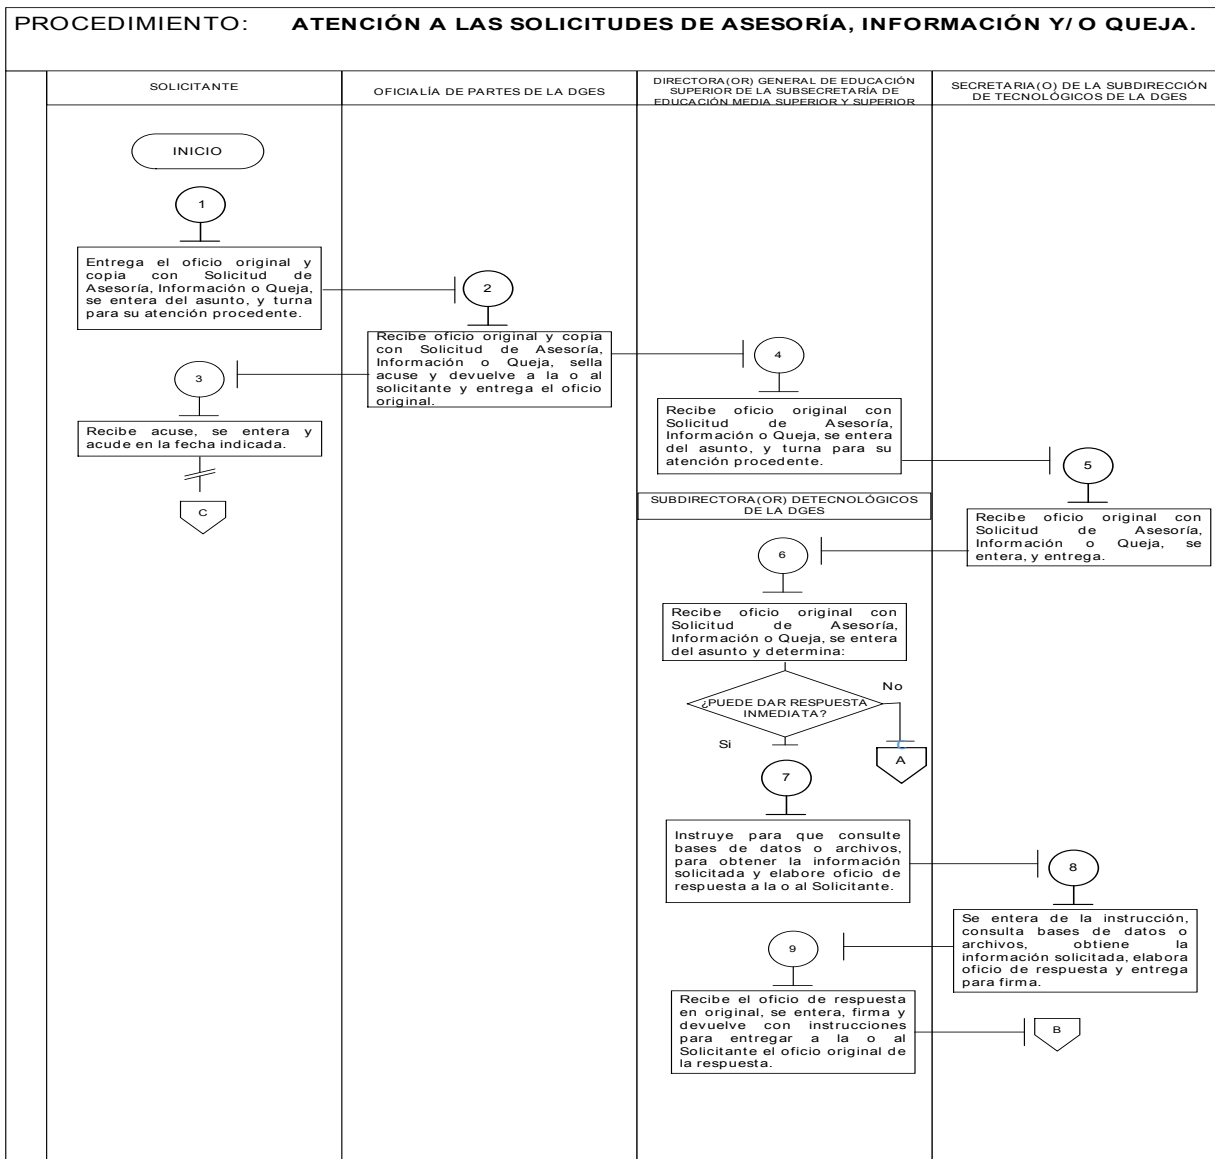 PROCEDIMIENTO: ATENCIÓN A LAS SOLICITUDES DE ASESORÍA, INFORMACIÓN Y/ O QUEJA.
SOLICITANTE
OFICIALÍA DE PARTES DE LA DGES
DIRECTORA(OR) GENERAL DE EDUCACIÓN
SUPERIOR DE LA SUBSECRETARÍA DE
EDUCACIÓN MEDIA SUPERIOR Y SUPERIOR
SECRETARIA(O) DE LA SUBDIRECCIÓN
DE TECNOLÓGICOS DE LA DGES
INICIO
1
Entrega el oficio original y
copia con Solicitud de
Asesoría, Información o Queja,
se entera del asunto, y turna
para su atención procedente.
2
Recibe oficio original y copia
con Solicitud de Asesoría,
Información o Queja, sella
acuse y devuelve a la o al
solicitante y entrega el oficio
original.
3
Recibe acuse, se entera y
acude en la fecha indicada.
C
4
Recibe oficio original con
Solicitud de Asesoría,
Información o Queja, se entera
del asunto, y turna para su
atención procedente.
5
Recibe oficio original con
Solicitud de Asesoría,
Información o Queja, se
entera, y entrega.
SUBDIRECTORA(OR) DETECNOLÓGICOS
DE LA DGES
6
Recibe oficio original con
Solicitud de Asesoría,
Información o Queja, se entera
del asunto y determina:
¿PUEDE DAR RESPUESTA
INMEDIATA?
No
Si
A
7
Instruye para que consulte
bases de datos o archivos,
para obtener la información
solicitada y elabore oficio de
respuesta a la o al Solicitante.
8
Se entera de la instrucción,
consulta bases de datos o
archivos, obtiene la
información solicitada, elabora
oficio de respuesta y entrega
para firma.
9
Recibe el oficio de respuesta
en original, se entera, firma y
devuelve con instrucciones
para entregar a la o al
Solicitante el oficio original de
la respuesta.
B